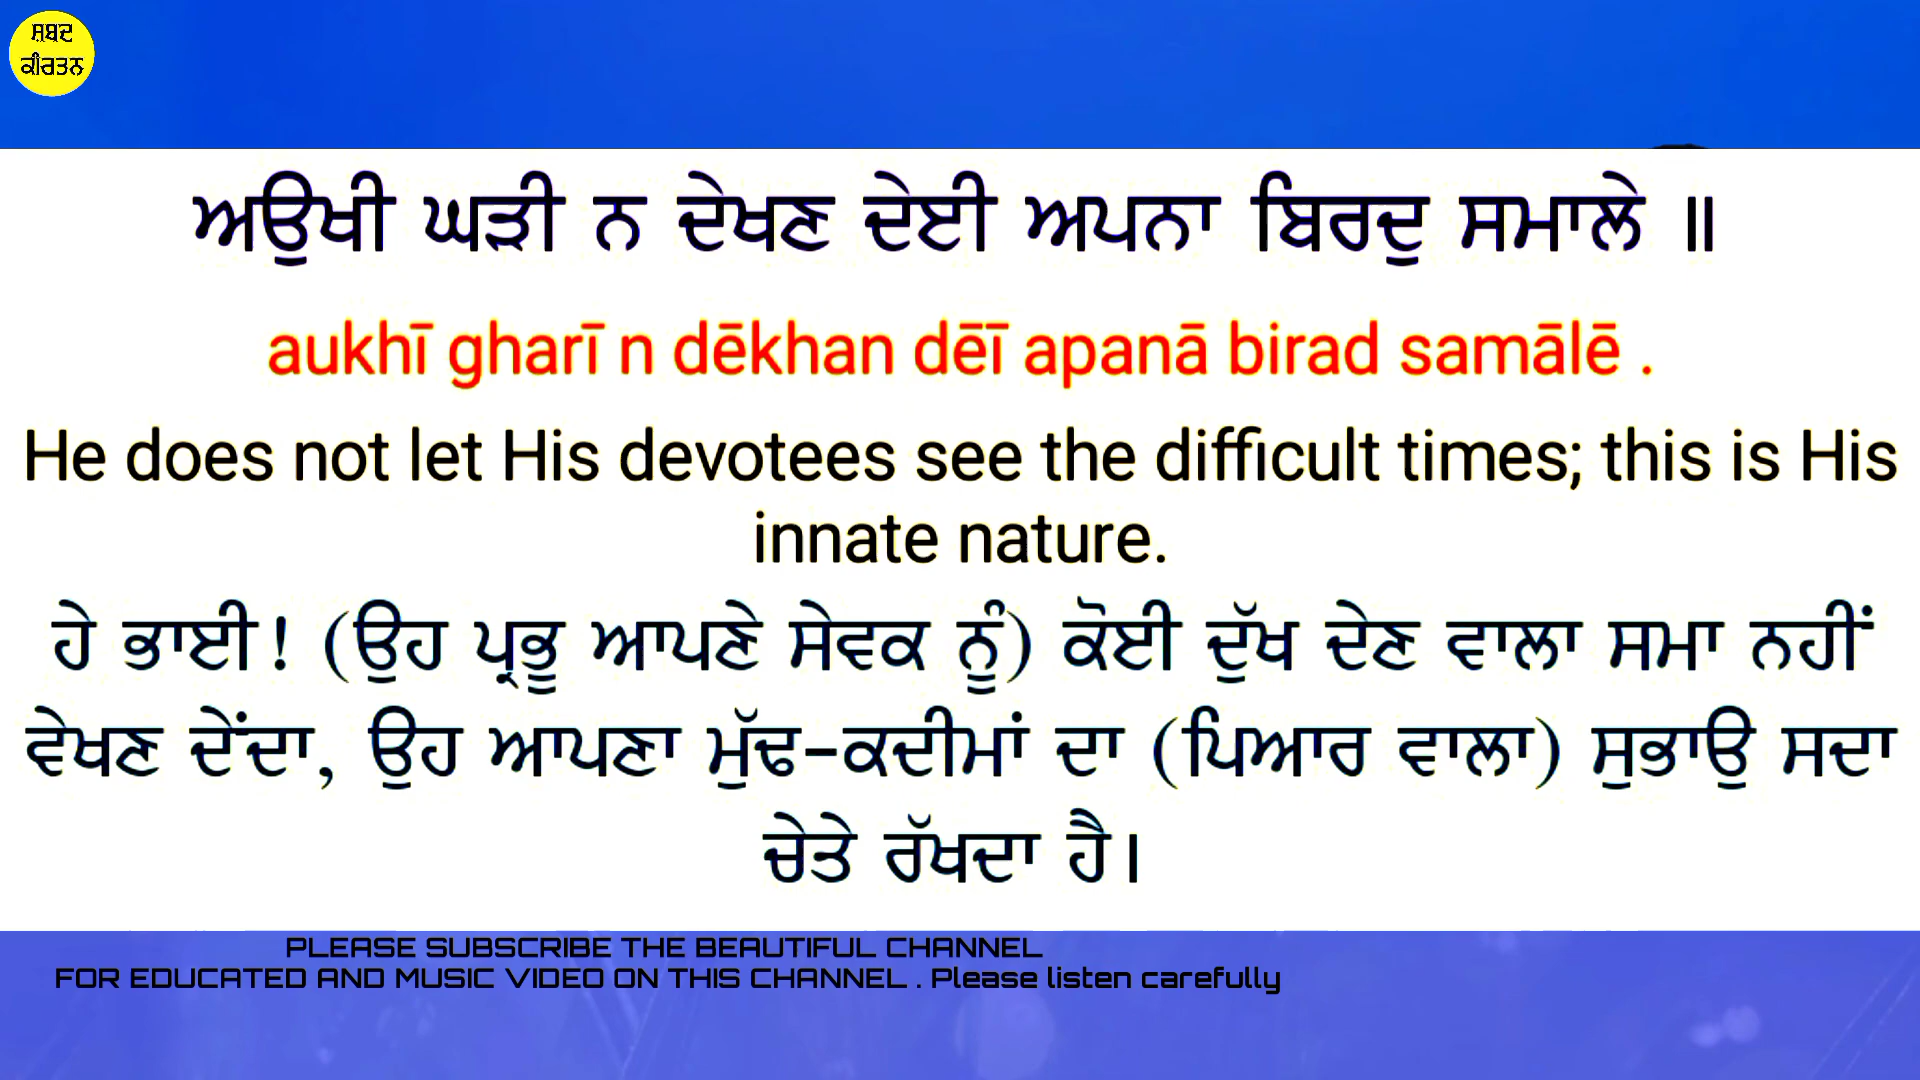 ਸ਼ਬਦ
ਕੀਰਤਨ
ਅਉਖੀ ਘੜੀ ਨ ਦੇਖਣ ਦੇਈ ਅਪਨਾ ਬਿਰਦੁ ਸਮਾਲੇ ॥
aukhī gharī n dēkhan dēī apanā birad samālē .
He does not let His devotees see the difficult times; this is His
innate nature.
ਹੇ ਭਾਈ! (ਉਹ ਪ੍ਰਭੂ ਆਪਣੇ ਸੇਵਕ ਨੂੰ) ਕੋਈ ਦੁੱਖ ਦੇਣ ਵਾਲਾ ਸਮਾ ਨਹੀਂ
ਵੇਖਣ ਦੇਂਦਾ, ਉਹ ਆਪਣਾ ਮੁੱਢ-ਕਦੀਮਾਂ ਦਾ (ਪਿਆਰ ਵਾਲਾ) ਸੁਭਾਉ ਸਦਾ
ਚੇਤੇ ਰੱਖਦਾ ਹੈ।
PLEASE SUBSCRIBE THE BEAUTIFUL CHANNEL
FOR EDUCATED AND MUSIC VIDEO ON THIS CHANNEL . Please listen carefully